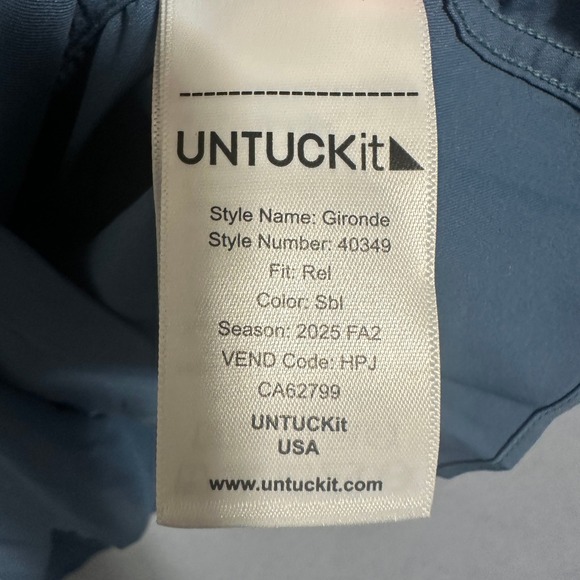 UNTUCKit
Style Name: Gironde
Style Number: 40349
Fit: Rel
Color: Sbl
Season: 2025 FA2
VEND Code: HPJ
CA62799
UNTUCKit
USA
www.untuckit.com